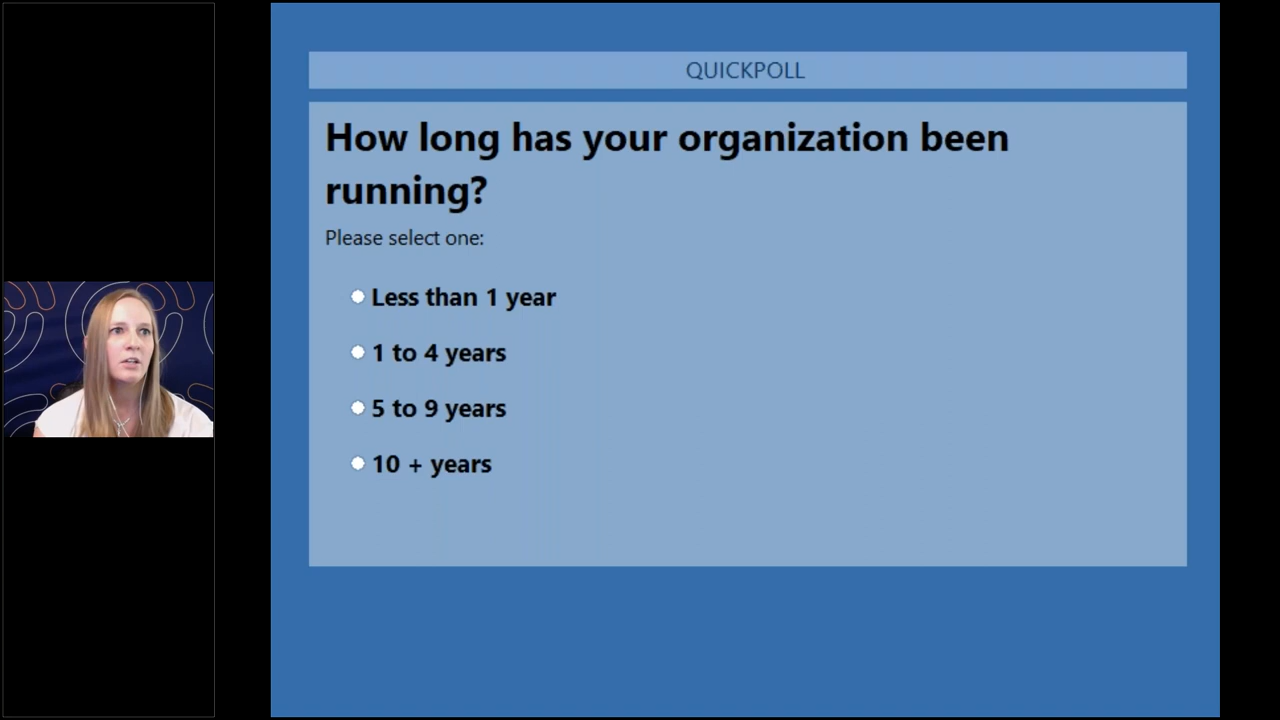 QUICKPOLL
How long has your organization been
running?
Please select one:
Less than 1 year
1 to 4 years
5 to 9 years
10 + years